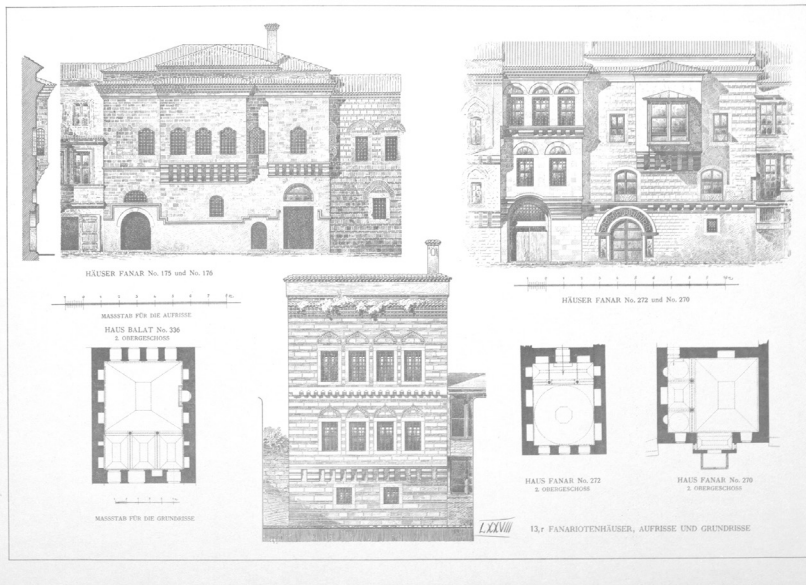 HÄUSER FANAR No. 175 und No. 176
HÄUSER FANAR No. 272 und No. 270
MASSSTAB FÜR DIE AUFRISSE
HAUS BALAT No. 336
2. OBERGESCHOSS
MASSSTAB FÜR DIE GRUNDRISSE
HAUS FANAR No. 272
2. OBERGESCHOSS
HAUS FANAR No. 270
2. OBERGESCHOSS
LXXVIII
13,r FANARIOTENHÄUSER, AUFRISSE UND GRUNDRISSE